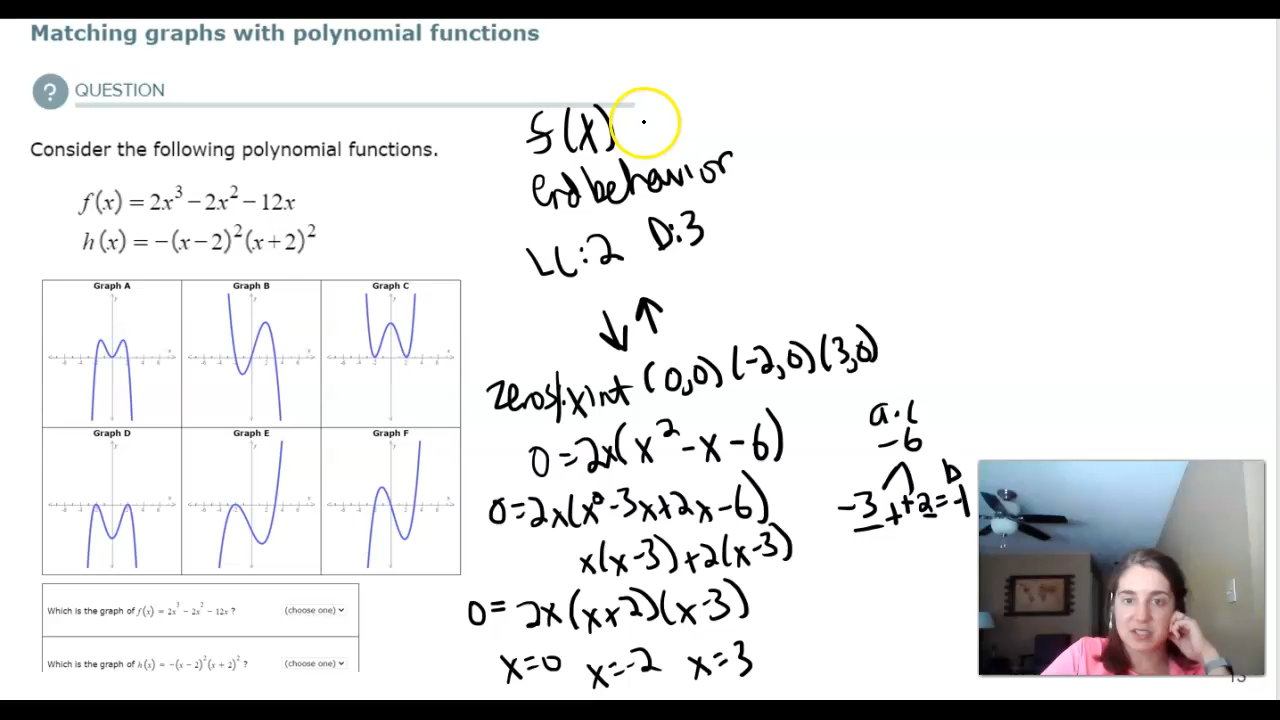 Matching graphs with polynomial functions
? QUESTION
Consider the following polynomial functions.
f(x) = 2x³ − 2x² − 12x
h(x) = −(x−2)²(x+2)²
Graph A Graph B Graph C
Graph D Graph E Graph F
Which is the graph of f(x) = 2x³ − 2x² − 12x ? (choose one)
Which is the graph of h(x) = −(x−2)²(x+2)² ? (choose one)
f(x)
end behavior
LC:2 D:3
↓ ↑
zeros/xint (0,0) (-2,0) (3,0)
0=2x(x²-x-6)
0=2x(x² -3x+2x-6)
x(x-3)+2(x-3)
0= 2x(x+2)(x-3)
x=0 x=-2 x=3
a·c
-6
b
-3 + +2 = -1
13